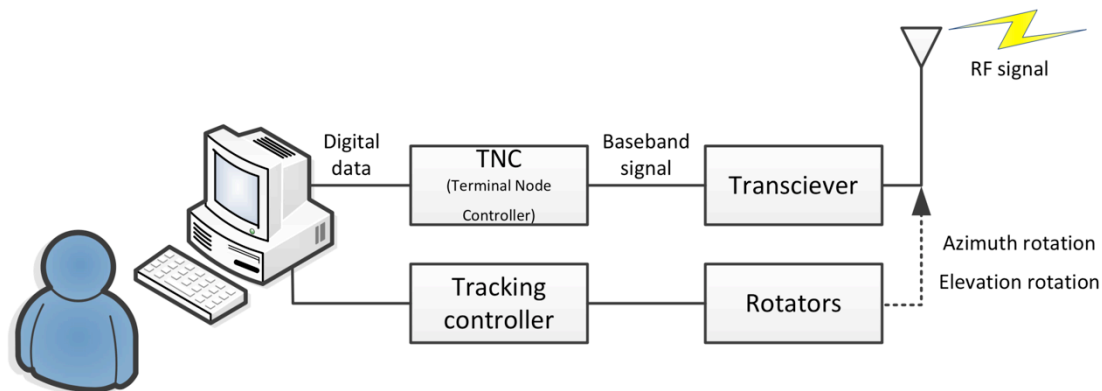 RF signal
Digital
data
TNC
(Terminal Node
Controller)
Baseband
signal
Transciever
Azimuth rotation
Elevation rotation
Tracking
controller
Rotators